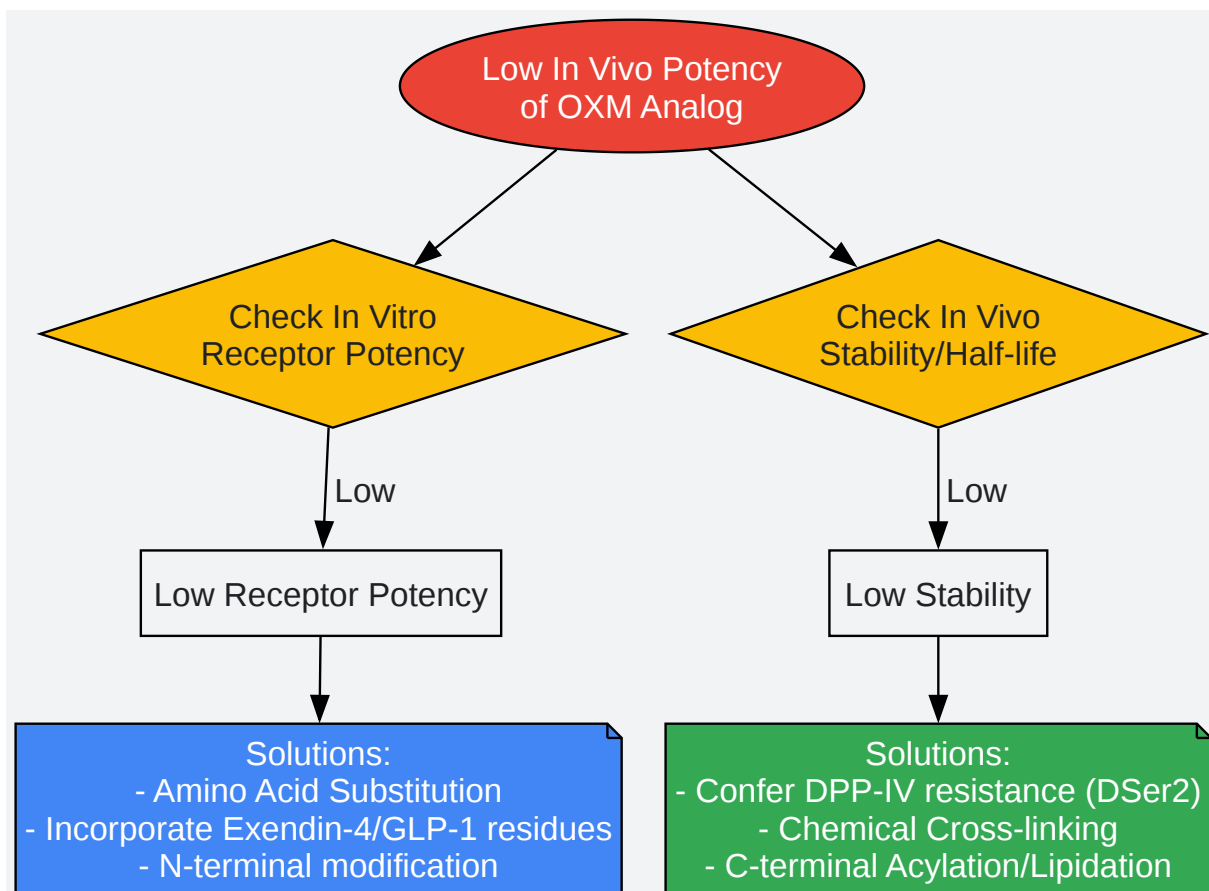 Low In Vivo Potency
of OXM Analog
Check In Vitro
Receptor Potency
Check In Vivo
Stability/Half-life
Low
Low
Low Receptor Potency
Low Stability
Solutions:
- Amino Acid Substitution
- Incorporate Exendin-4/GLP-1 residues
- N-terminal modification
Solutions:
- Confer DPP-IV resistance (DSer2)
- Chemical Cross-linking
- C-terminal Acylation/Lipidation